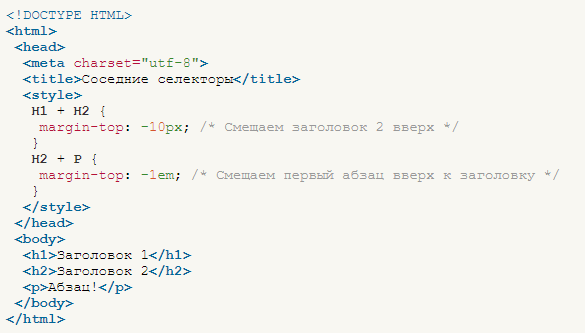 <!DOCTYPE HTML>
<html>
<head>
<meta charset="utf-8">
<title>Соседние селекторы</title>
<style>
H1 + H2 {
margin-top: -10px; /* Смещаем заголовок 2 вверх */
}
H2 + P {
margin-top: -1em; /* Смещаем первый абзац вверх к заголовку */
}
</style>
</head>
<body>
<h1>Заголовок 1</h1>
<h2>Заголовок 2</h2>
<p>Абзац!</p>
</body>
</html>